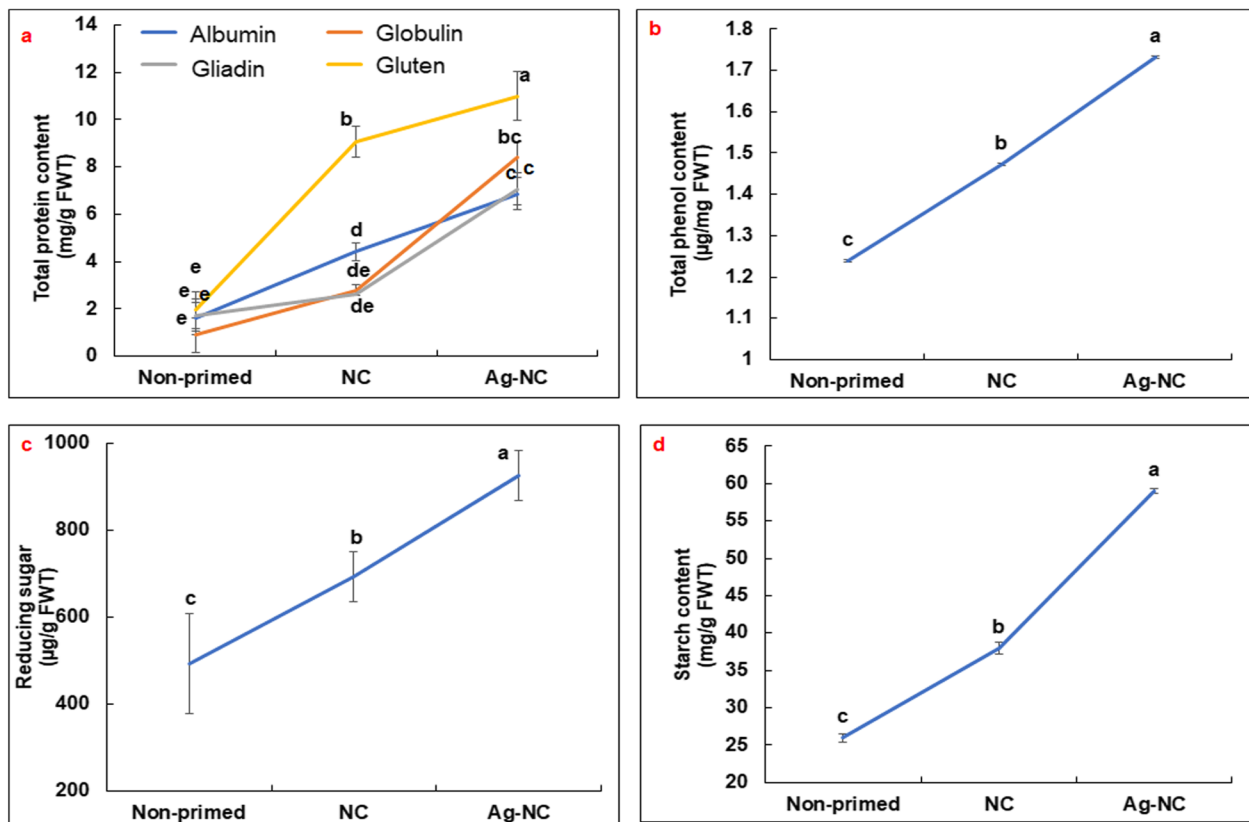 a
Albumin
Globulin
Gliadin
Gluten
Total protein content
(mg/g FWT)
14
12
10
8
6
4
2
0
e
e
e
e
b
d
de
de
a
bc
c
c
Non-primed
NC
Ag-NC
b
Total phenol content
(µg/mg FWT)
1.8
1.7
1.6
1.5
1.4
1.3
1.2
1.1
1
c
b
a
Non-primed
NC
Ag-NC
c
Reducing sugar
(µg/g FWT)
1000
800
600
400
200
c
b
a
Non-primed
NC
Ag-NC
d
Starch content
(mg/g FWT)
65
60
55
50
45
40
35
30
25
20
c
b
a
Non-primed
NC
Ag-NC